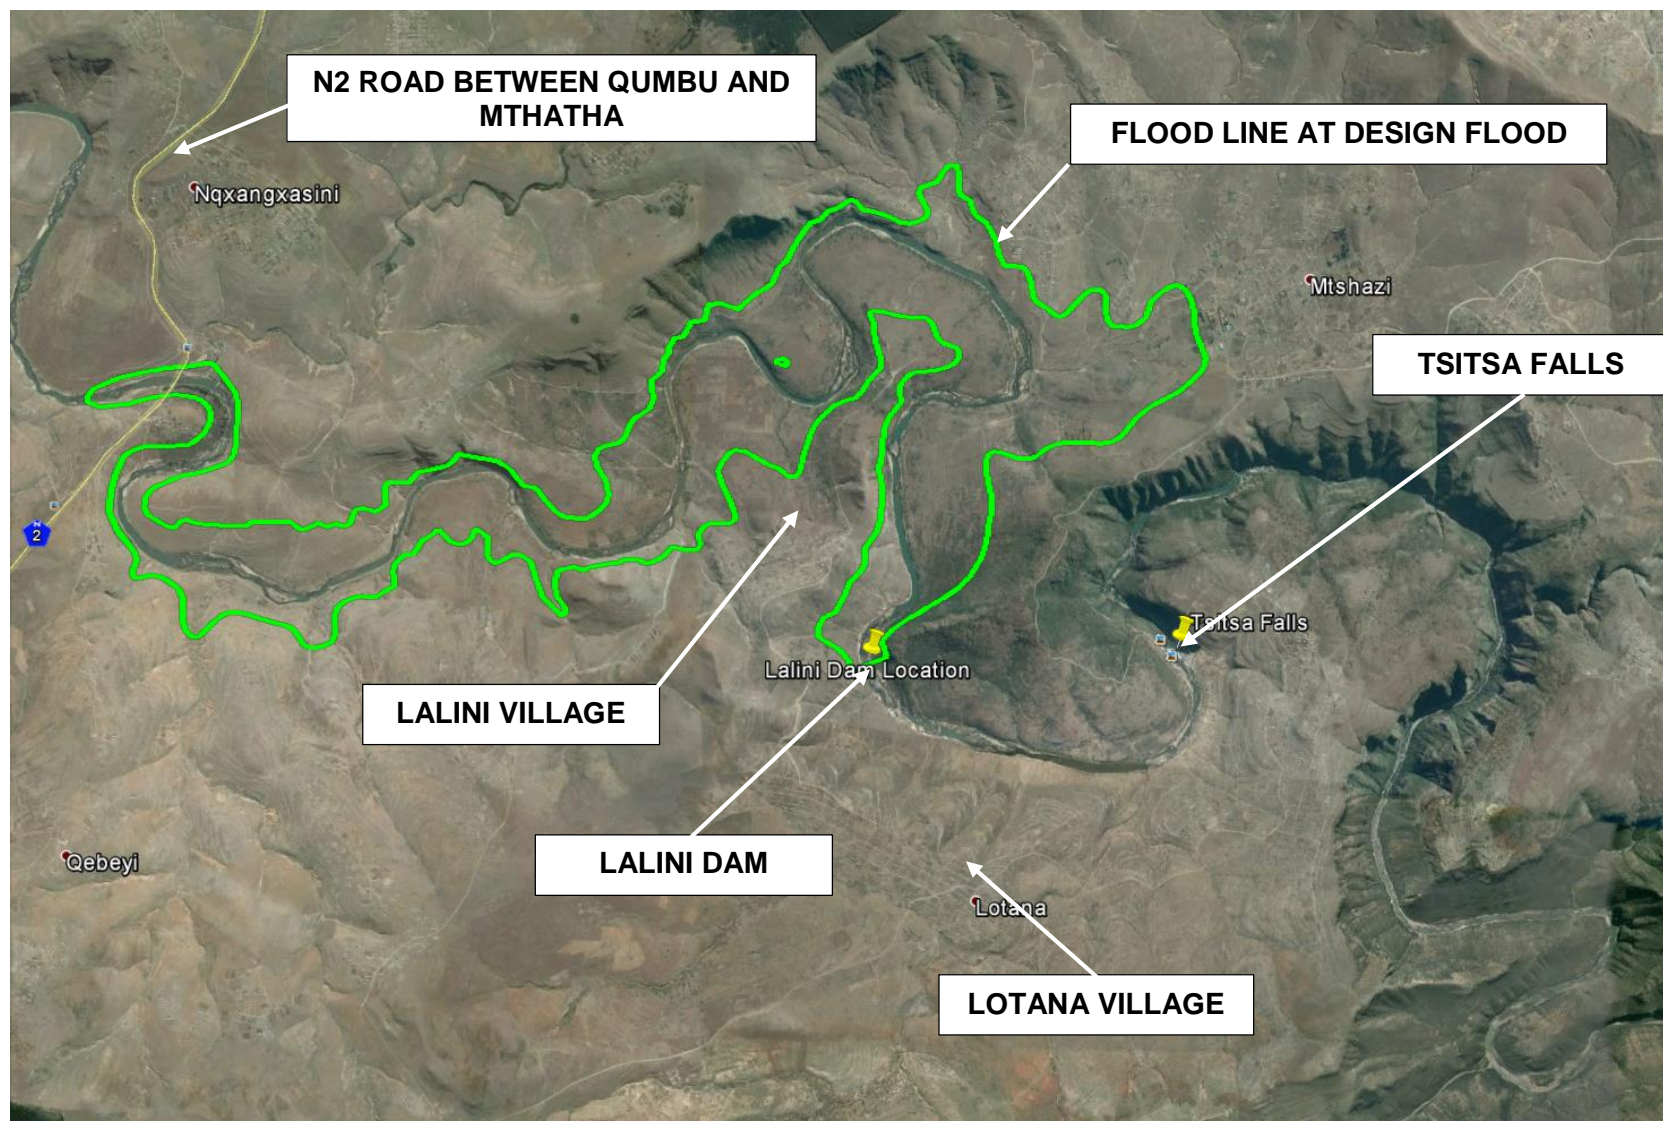 N2 ROAD BETWEEN QUMBU AND
MTHATHA
FLOOD LINE AT DESIGN FLOOD
Nqxangxasini
Mtshazi
TSITSA FALLS
N
2
Tsitsa Falls
Lalini Dam Location
LALINI VILLAGE
LALINI DAM
Qebeyi
Lotana
LOTANA VILLAGE